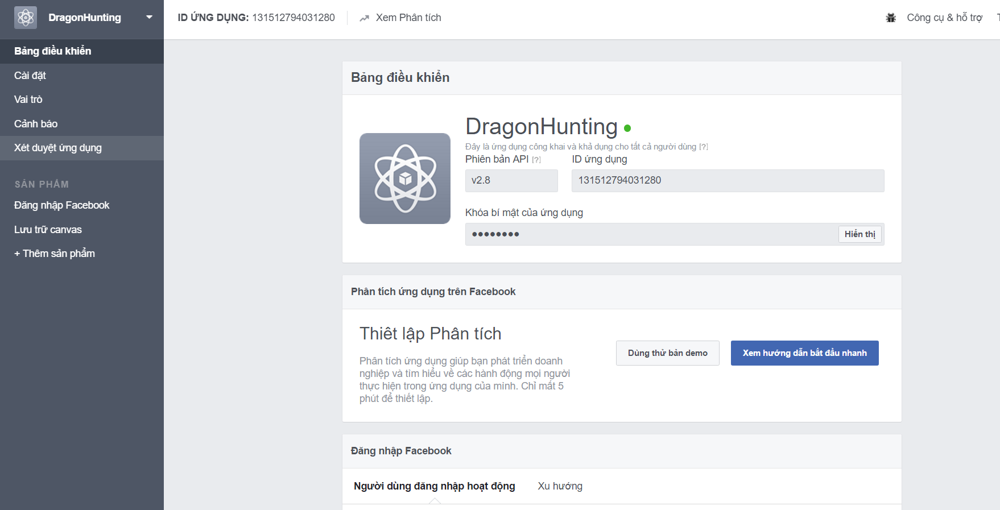 DragonHunting
ID ỨNG DỤNG: 131512794031280
Xem Phân tích
Công cụ & hỗ trợ
Bảng điều khiển
Cài đặt
Vai trò
Cảnh báo
Xét duyệt ứng dụng
SẢN PHẨM
Đăng nhập Facebook
Lưu trữ canvas
+ Thêm sản phẩm
Bảng điều khiển
DragonHunting
Đây là ứng dụng công khai và khả dụng cho tất cả người dùng [?]
Phiên bản API [?]
ID ứng dụng
v2.8
131512794031280
Khóa bí mật của ứng dụng
●●●●●●●●
Hiển thị
Phân tích ứng dụng trên Facebook
Thiêt lập Phân tích
Phân tích ứng dụng giúp bạn phát triển doanh
nghiệp và tìm hiểu về các hành động mọi người
thực hiện trong ứng dụng của mình. Chỉ mất 5
phút để thiết lập.
Dùng thử bản demo
Xem hướng dẫn bắt đầu nhanh
Đăng nhập Facebook
Người dùng đăng nhập hoạt động
Xu hướng